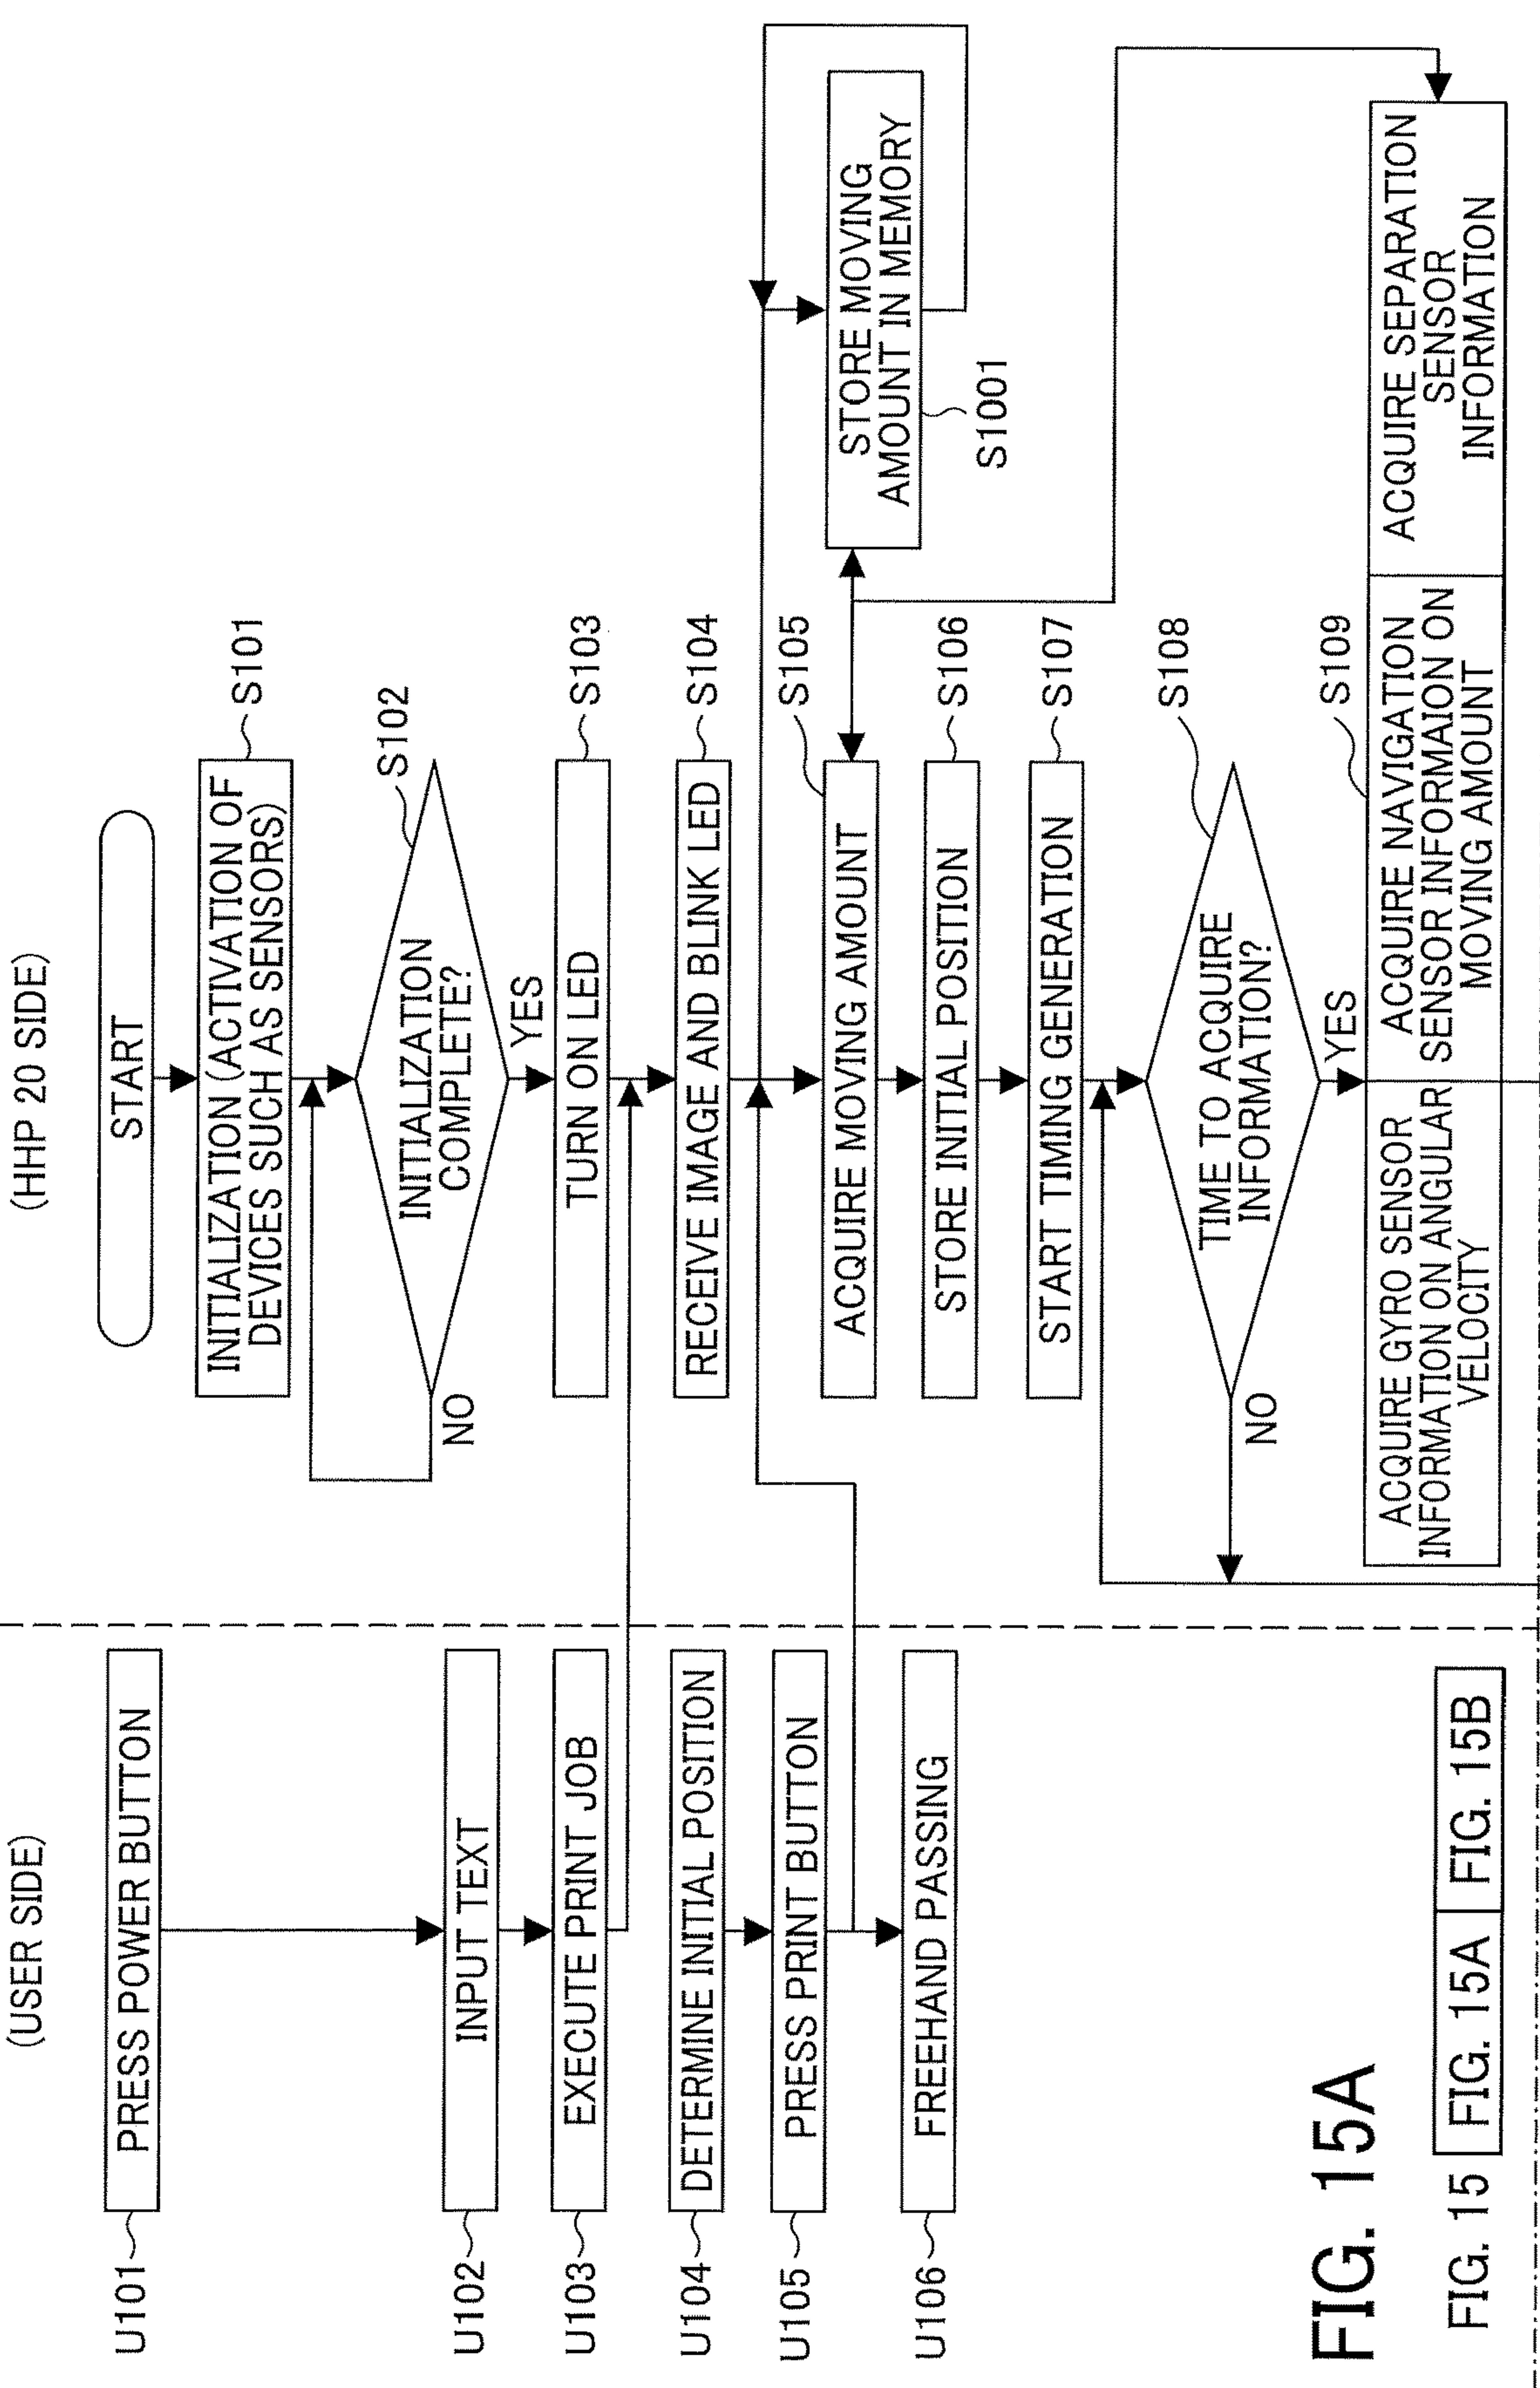 (USER SIDE)
U101
PRESS POWER BUTTON
U102
INPUT TEXT
U103
EXECUTE PRINT JOB
U104
DETERMINE INITIAL POSITION
U105
PRESS PRINT BUTTON
U106
FREEHAND PASSING
(HHP 20 SIDE)
START
INITIALIZATION (ACTIVATION OF
DEVICES SUCH AS SENSORS)
S101
INITIALIZATION
COMPLETE?
S102
NO
YES
TURN ON LED
S103
RECEIVE IMAGE AND BLINK LED
S104
ACQUIRE MOVING AMOUNT
S105
STORE MOVING
AMOUNT IN MEMORY
S1001
STORE INITIAL POSITION
S106
START TIMING GENERATION
S107
TIME TO ACQUIRE
INFORMATION?
S108
NO
YES
S109
ACQUIRE GYRO SENSOR
INFORMATION ON ANGULAR
VELOCITY
ACQUIRE NAVIGATION
SENSOR INFORMAION ON
MOVING AMOUNT
ACQUIRE SEPARATION
SENSOR
INFORMATION
FIG. 15A
FIG. 15
FIG. 15A
FIG. 15B